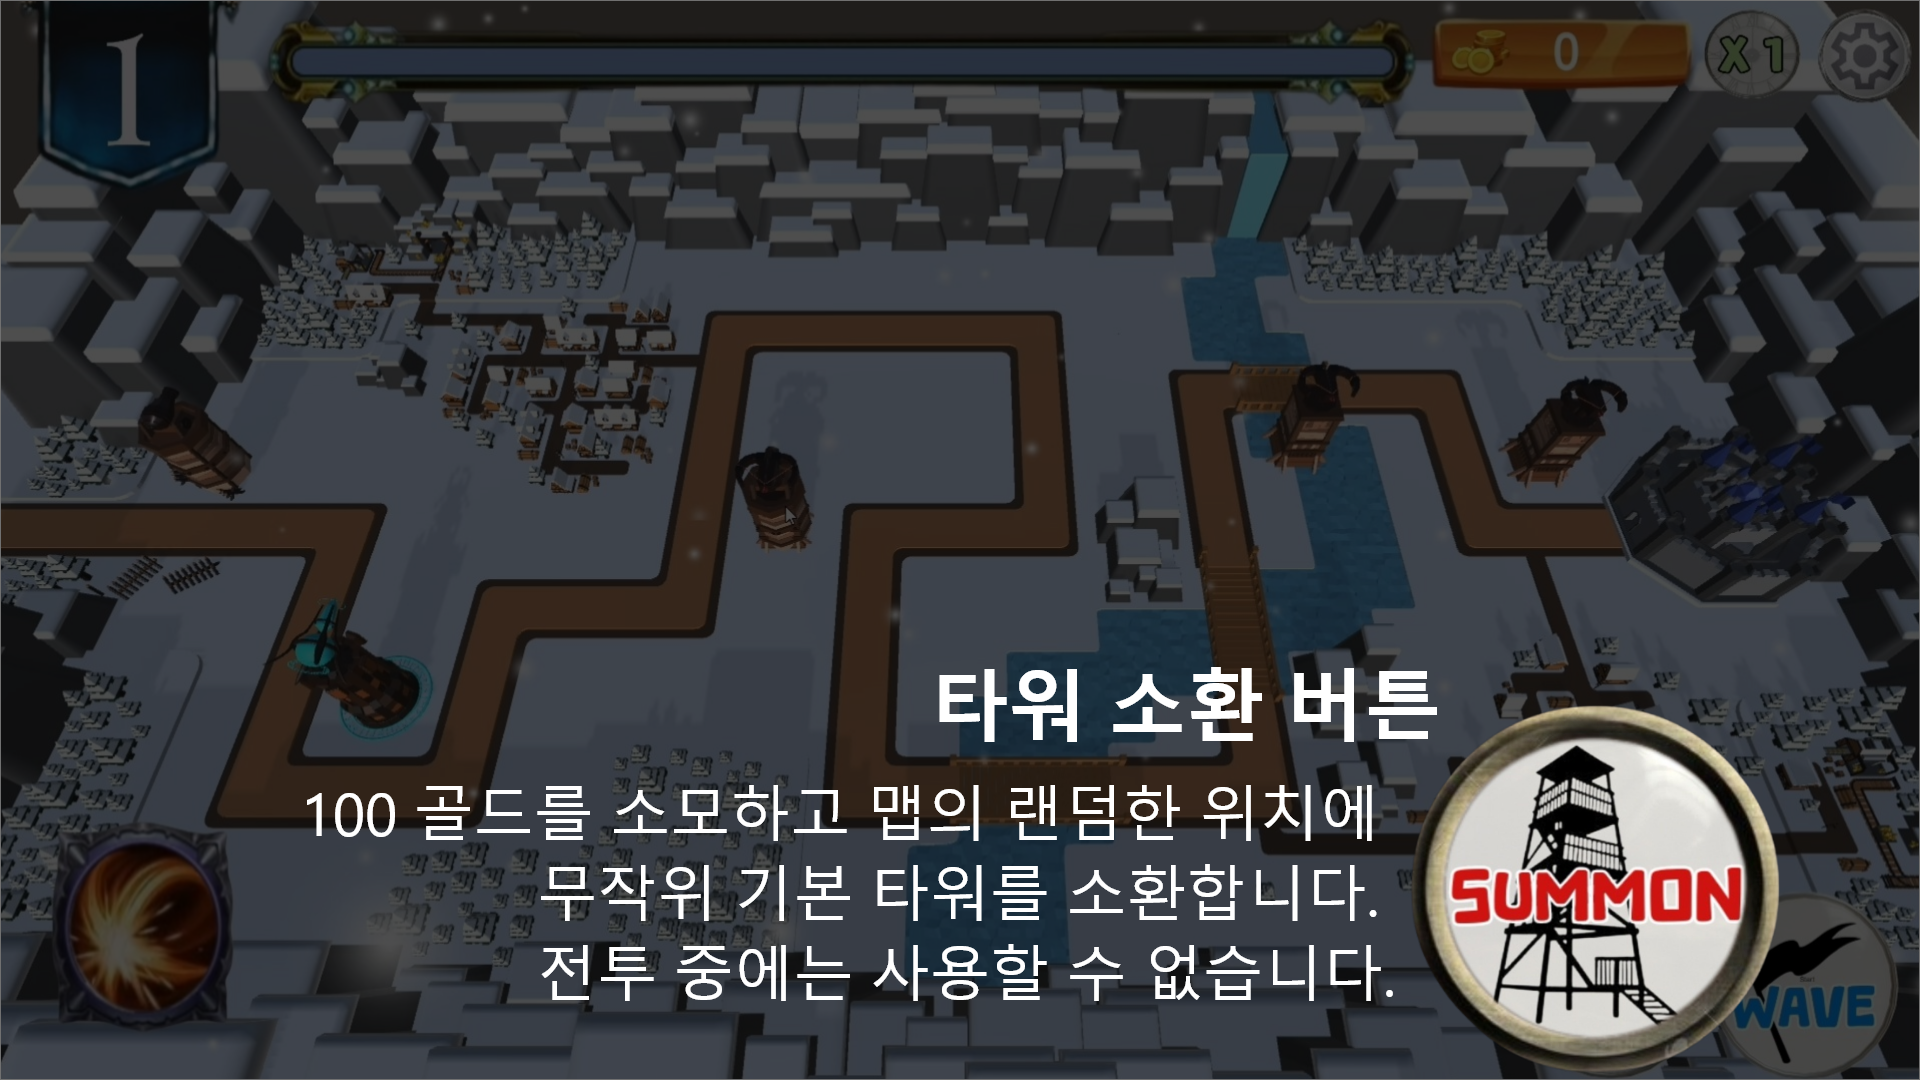 1
0
X 1
타워 소환 버튼
100 골드를 소모하고 맵의 랜덤한 위치에
무작위 기본 타워를 소환합니다.
전투 중에는 사용할 수 없습니다.
SUMMON
WAVE